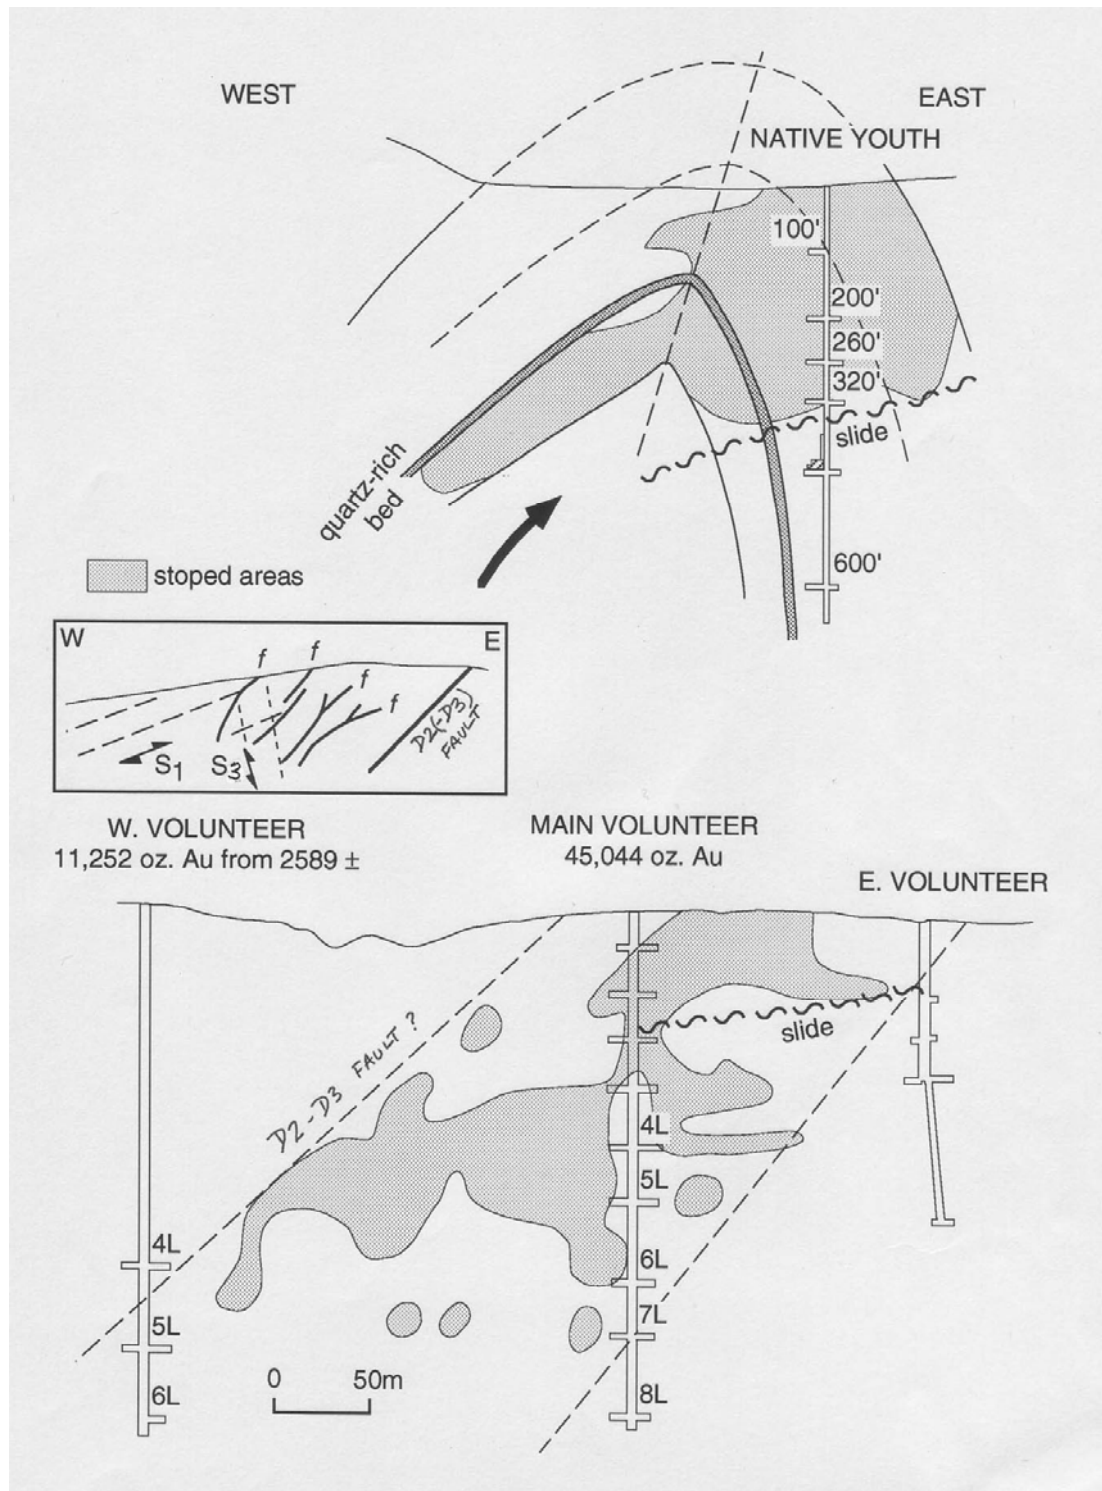 WEST
EAST
NATIVE YOUTH
100'
200'
260'
320'
slide
quartz-rich
bed
600'
stoped areas
W
E
f
f
f
f
D2(-D3)
FAULT
S1
S3
W. VOLUNTEER
11,252 oz. Au from 2589 ±
MAIN VOLUNTEER
45,044 oz. Au
E. VOLUNTEER
slide
D2-D3 FAULT ?
4L
5L
4L
6L
5L
7L
0 50m
6L
8L